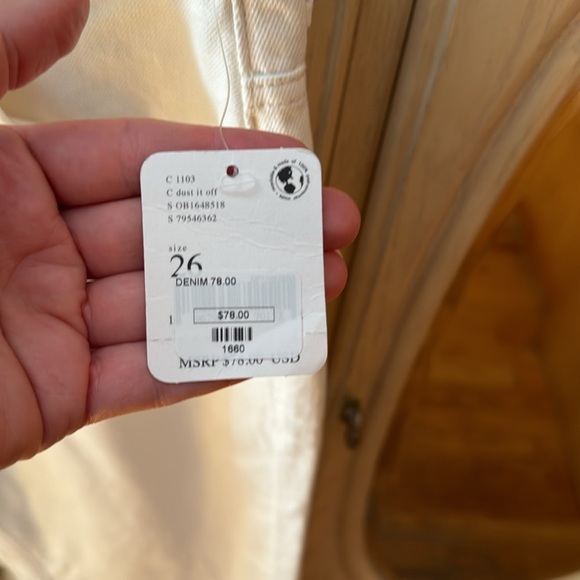 C 1103
C dust it off
S OB1648518
S 79546362
size
26
DENIM 78.00
$78.00
1660
MSRP $78.00 USD